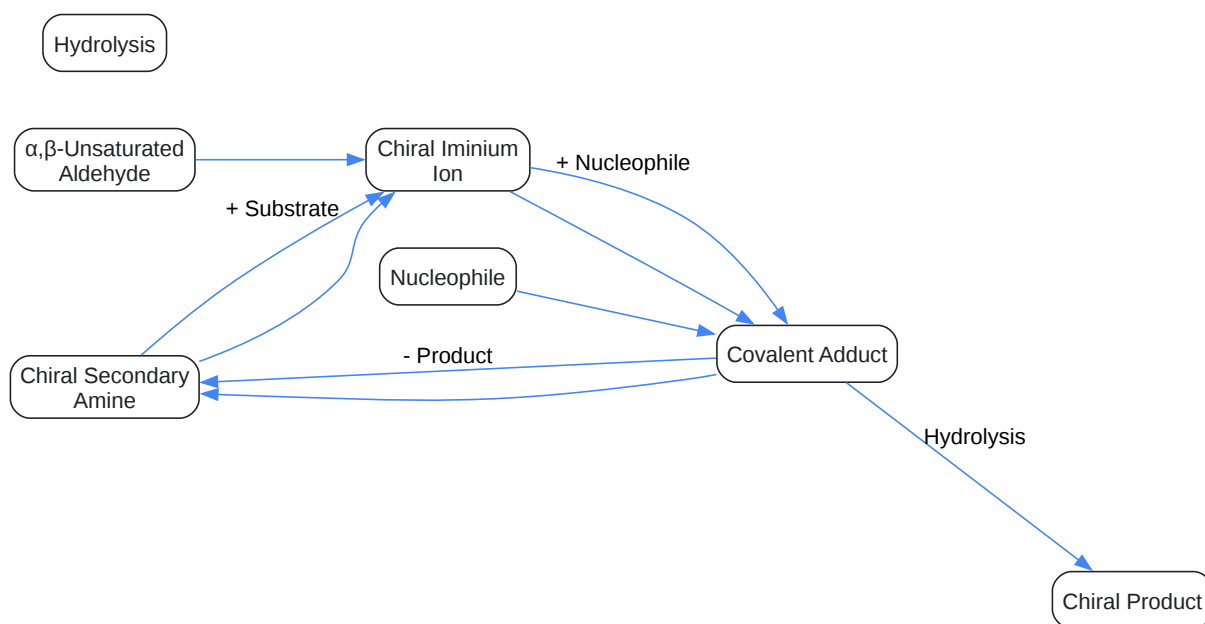 Hydrolysis
α,β-Unsaturated
Aldehyde
Chiral Iminium
Ion
+ Nucleophile
+ Substrate
Nucleophile
Covalent Adduct
- Product
Chiral Secondary
Amine
Hydrolysis
Chiral Product